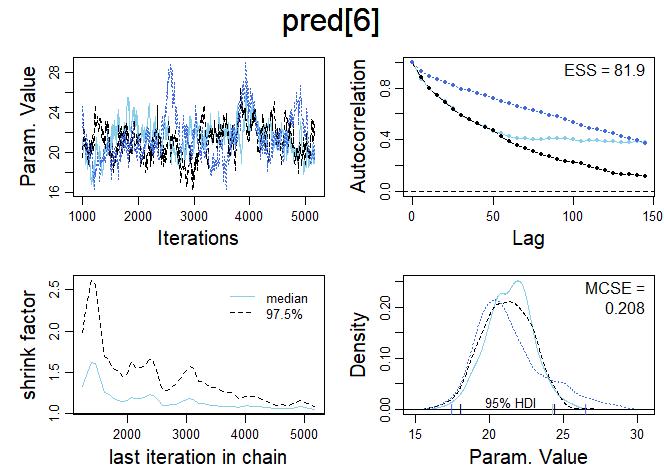 pred[6]
Param. Value
28
24
20
16
1000 2000 3000 4000 5000
Iterations
Autocorrelation
0.8
0.4
0.0
ESS = 81.9
0 50 100 150
Lag
shrink factor
2.5
2.0
1.5
1.0
median
97.5%
2000 3000 4000 5000
last iteration in chain
Density
0.20
0.10
0.00
MCSE =
0.208
95% HDI
15 20 25 30
Param. Value